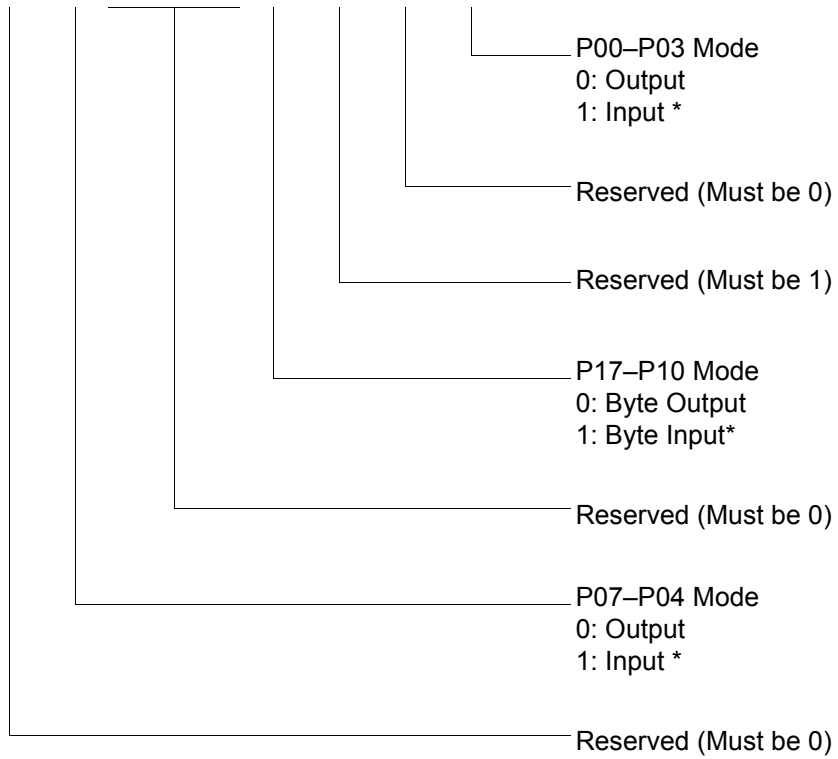 P00–P03 Mode
0: Output
1: Input *
Reserved (Must be 0)
Reserved (Must be 1)
P17–P10 Mode
0: Byte Output
1: Byte Input*
Reserved (Must be 0)
P07–P04 Mode
0: Output
1: Input *
Reserved (Must be 0)